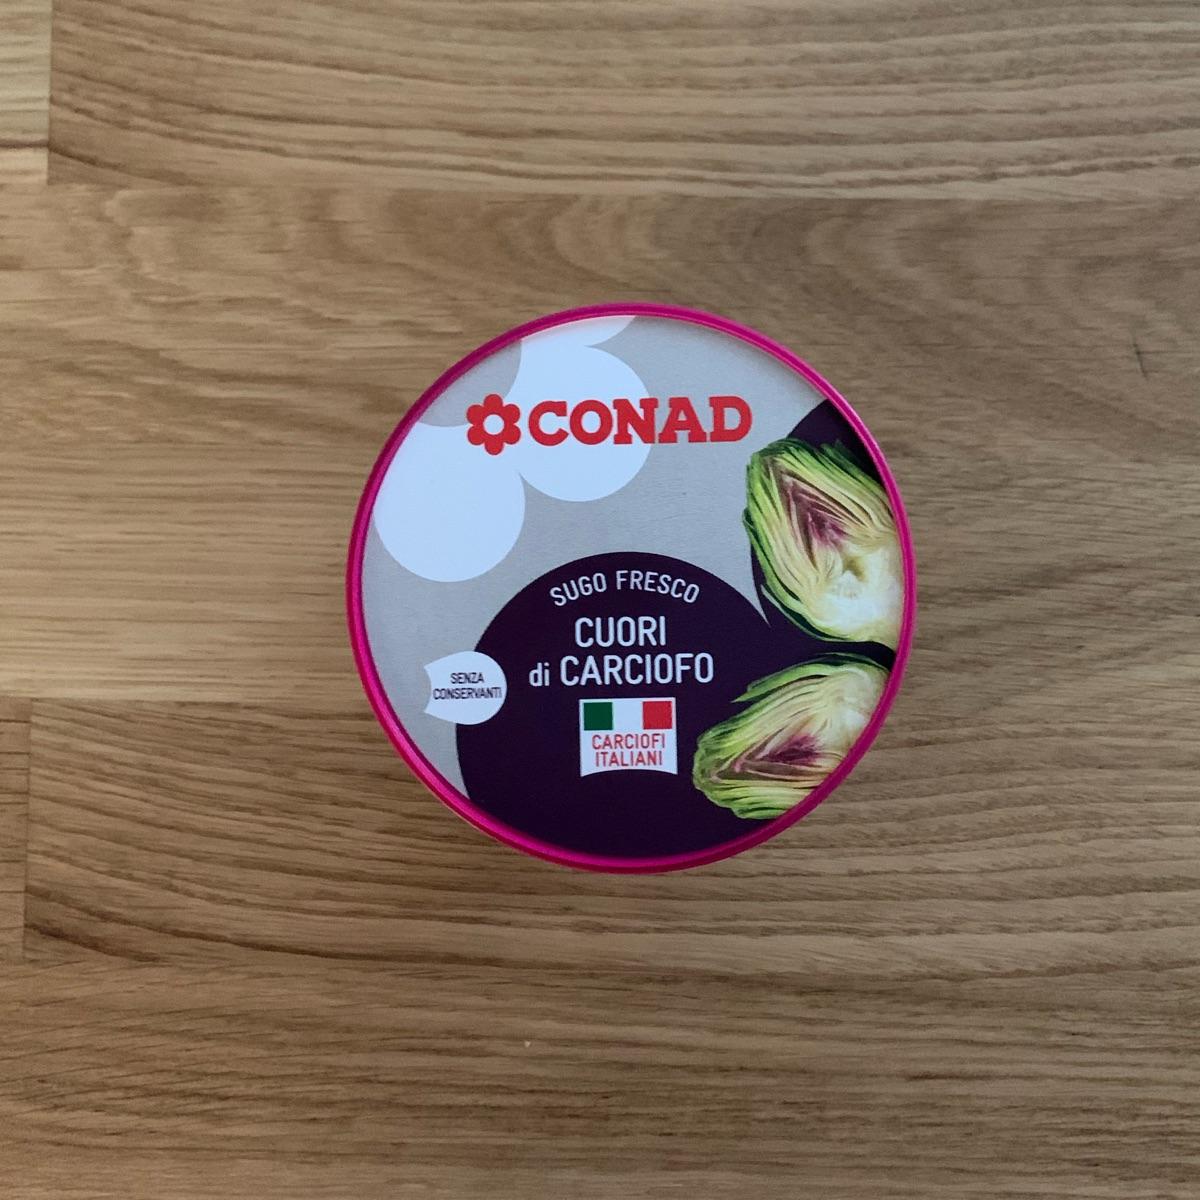 CONAD
SUGO FRESCO
CUORI
di CARCIOFO
SENZA
CONSERVANTI
CARCIOFI
ITALIANI